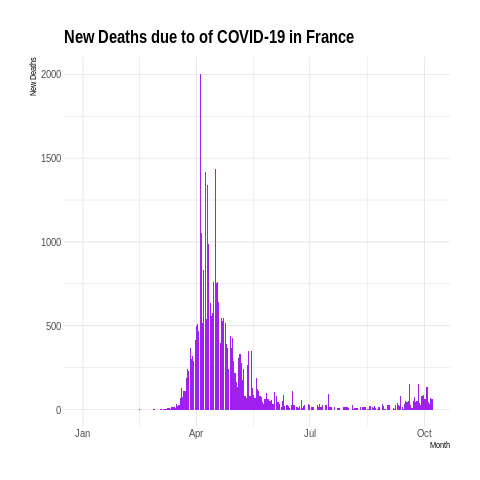 New Deaths due to of COVID-19 in France
New Deaths
2000
1500
1000
500
0
Jan Apr Jul Oct
Month